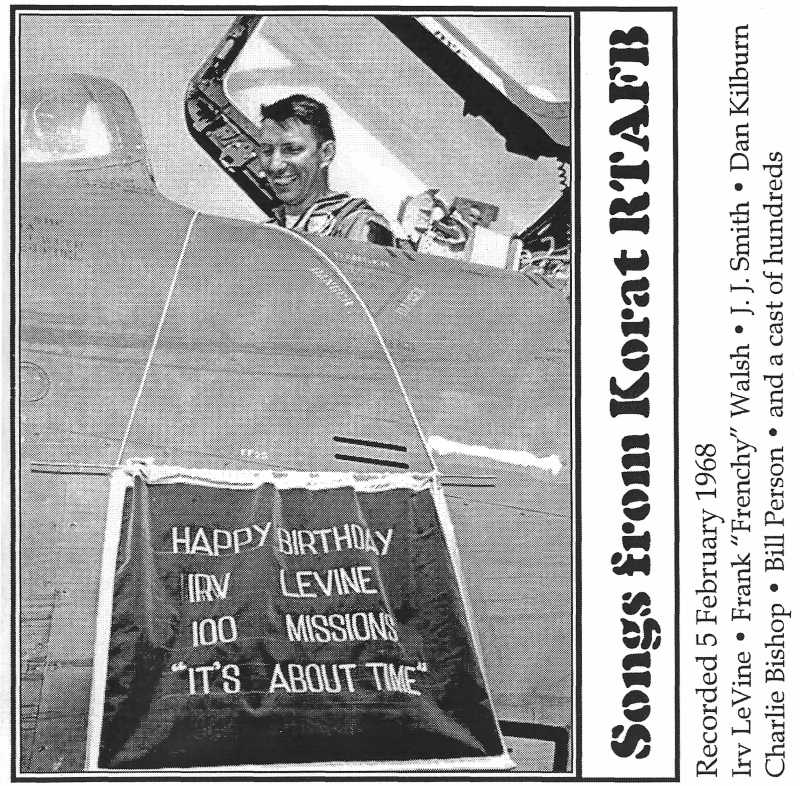 HAPPY BIRTHDAY
IRV LEVINE
100 MISSIONS
"IT'S ABOUT TIME"
Songs from Korat RTAFB
Recorded 5 February 1968
Irv LeVine • Frank "Frenchy" Walsh • J. J. Smith • Dan Kilburn
Charlie Bishop • Bill Person • and a cast of hundreds